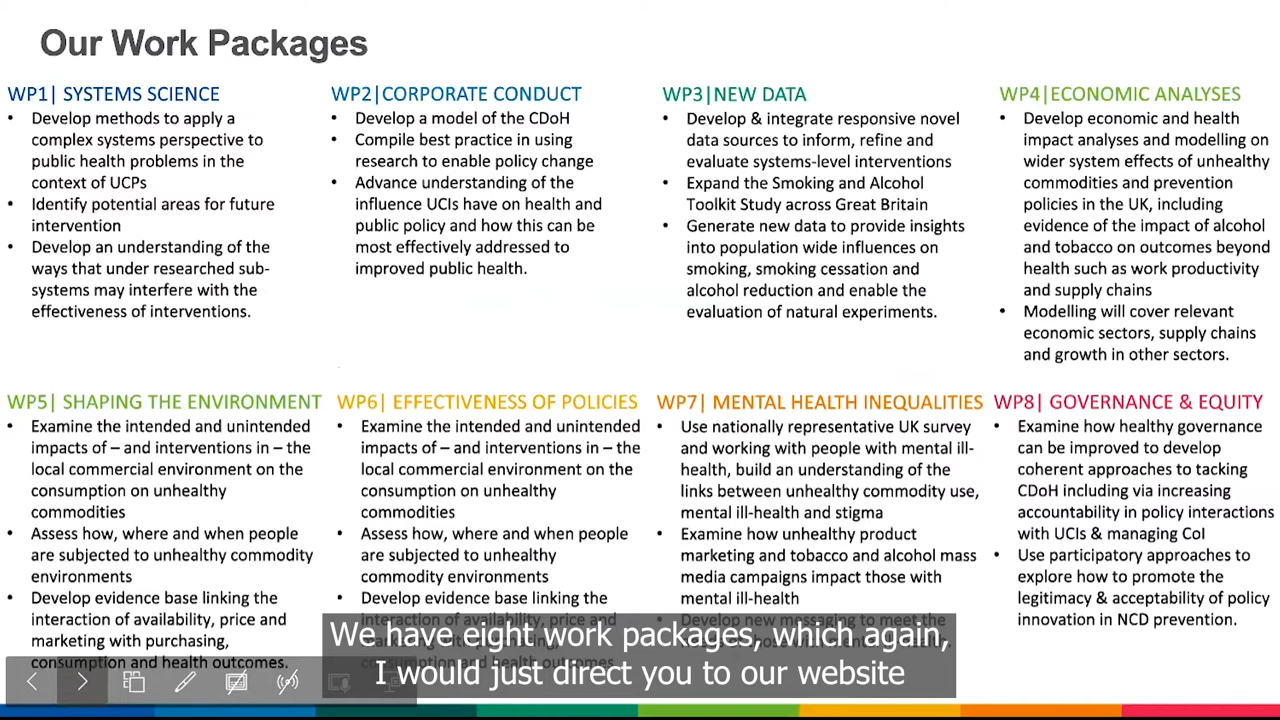 Our Work Packages
WP1| SYSTEMS SCIENCE
• Develop methods to apply a
complex systems perspective to
public health problems in the
context of UCPs
• Identify potential areas for future
intervention
• Develop an understanding of the
ways that under researched sub-
systems may interfere with the
effectiveness of interventions.
WP2|CORPORATE CONDUCT
• Develop a model of the CDoH
• Compile best practice in using
research to enable policy change
• Advance understanding of the
influence UCIs have on health and
public policy and how this can be
most effectively addressed to
improved public health.
WP3|NEW DATA
• Develop & integrate responsive novel
data sources to inform, refine and
evaluate systems-level interventions
• Expand the Smoking and Alcohol
Toolkit Study across Great Britain
• Generate new data to provide insights
into population wide influences on
smoking, smoking cessation and
alcohol reduction and enable the
evaluation of natural experiments.
WP4|ECONOMIC ANALYSES
• Develop economic and health
impact analyses and modelling on
wider system effects of unhealthy
commodities and prevention
policies in the UK, including
evidence of the impact of alcohol
and tobacco on outcomes beyond
health such as work productivity
and supply chains
• Modelling will cover relevant
economic sectors, supply chains
and growth in other sectors.
WP5| SHAPING THE ENVIRONMENT
• Examine the intended and unintended
impacts of – and interventions in – the
local commercial environment on the
consumption on unhealthy
commodities
• Assess how, where and when people
are subjected to unhealthy commodity
environments
• Develop evidence base linking the
interaction of availability, price and
marketing with purchasing,
consumption and health outcomes.
WP6| EFFECTIVENESS OF POLICIES
• Examine the intended and unintended
impacts of – and interventions in – the
local commercial environment on the
consumption on unhealthy
commodities
• Assess how, where and when people
are subjected to unhealthy
commodity environments
• Develop evidence base linking the
interaction of availability, price and
consumption and health outcomes
WP7| MENTAL HEALTH INEQUALITIES
• Use nationally representative UK survey
and working with people with mental ill-
health, build an understanding of the
links between unhealthy commodity use,
mental ill-health and stigma
• Examine how unhealthy product
marketing and tobacco and alcohol mass
media campaigns impact those with
mental ill-health
• Develop new messaging to meet the
WP8| GOVERNANCE & EQUITY
• Examine how healthy governance
can be improved to develop
coherent approaches to tacking
CDoH including via increasing
accountability in policy interactions
with UCIs & managing CoI
• Use participatory approaches to
explore how to promote the
legitimacy & acceptability of policy
innovation in NCD prevention.
We have eight work packages, which again,
I would just direct you to our website